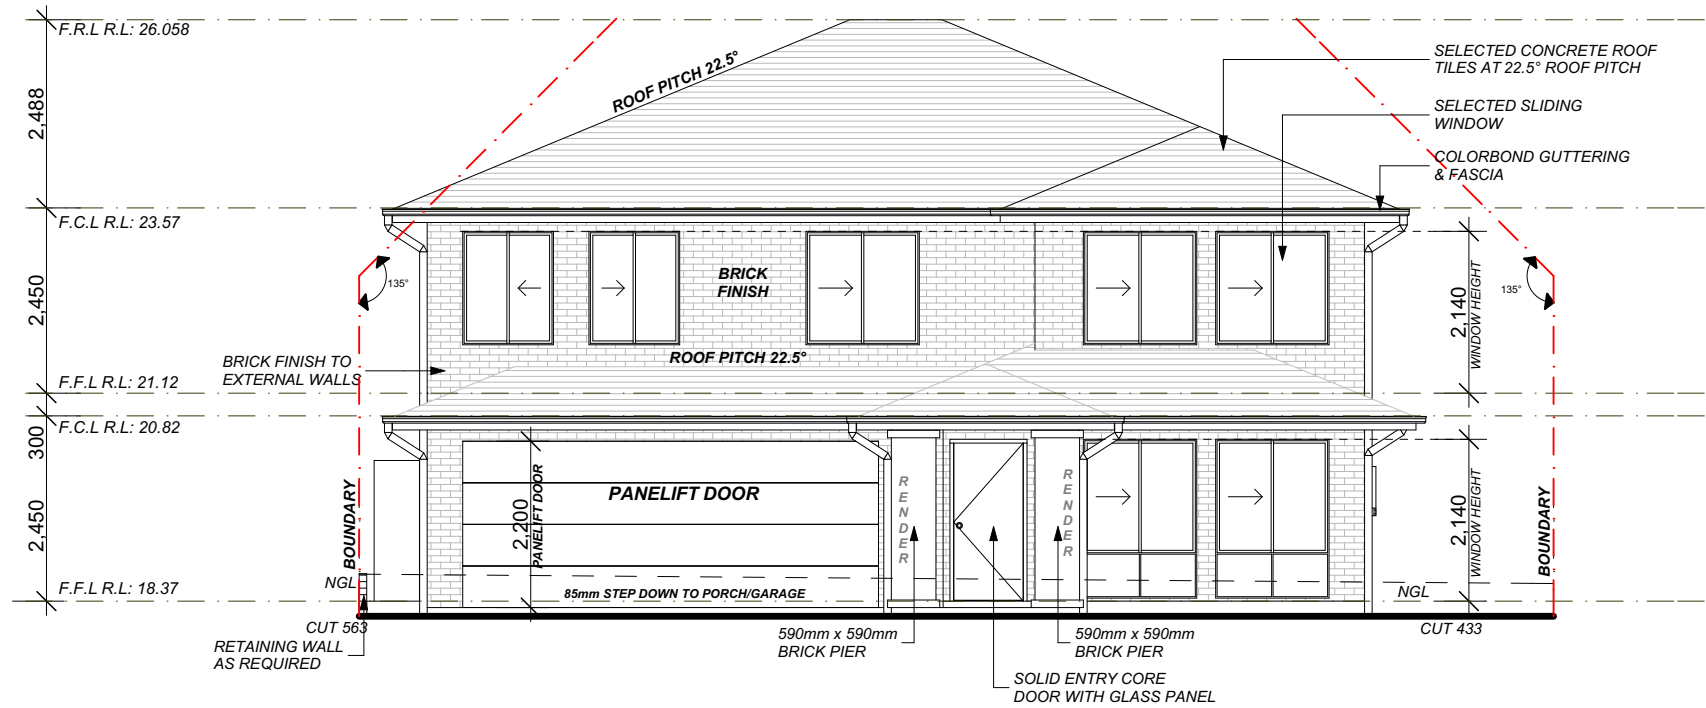 F.R.L R.L: 26.058
2,488
F.C.L R.L: 23.57
2,450
F.F.L R.L: 21.12
300
F.C.L R.L: 20.82
2,450
F.F.L R.L: 18.37
ROOF PITCH 22.5°
SELECTED CONCRETE ROOF
TILES AT 22.5° ROOF PITCH
SELECTED SLIDING
WINDOW
COLORBOND GUTTERING
& FASCIA
135°
BRICK
FINISH
135°
2,140
WINDOW HEIGHT
BRICK FINISH TO
EXTERNAL WALLS
ROOF PITCH 22.5°
BOUNDARY
PANELIFT DOOR
2,200
PANELIFT DOOR
RENDER
RENDER
2,140
WINDOW HEIGHT
BOUNDARY
NGL
85mm STEP DOWN TO PORCH/GARAGE
NGL
CUT 563
RETAINING WALL
AS REQUIRED
590mm x 590mm
BRICK PIER
590mm x 590mm
BRICK PIER
CUT 433
SOLID ENTRY CORE
DOOR WITH GLASS PANEL